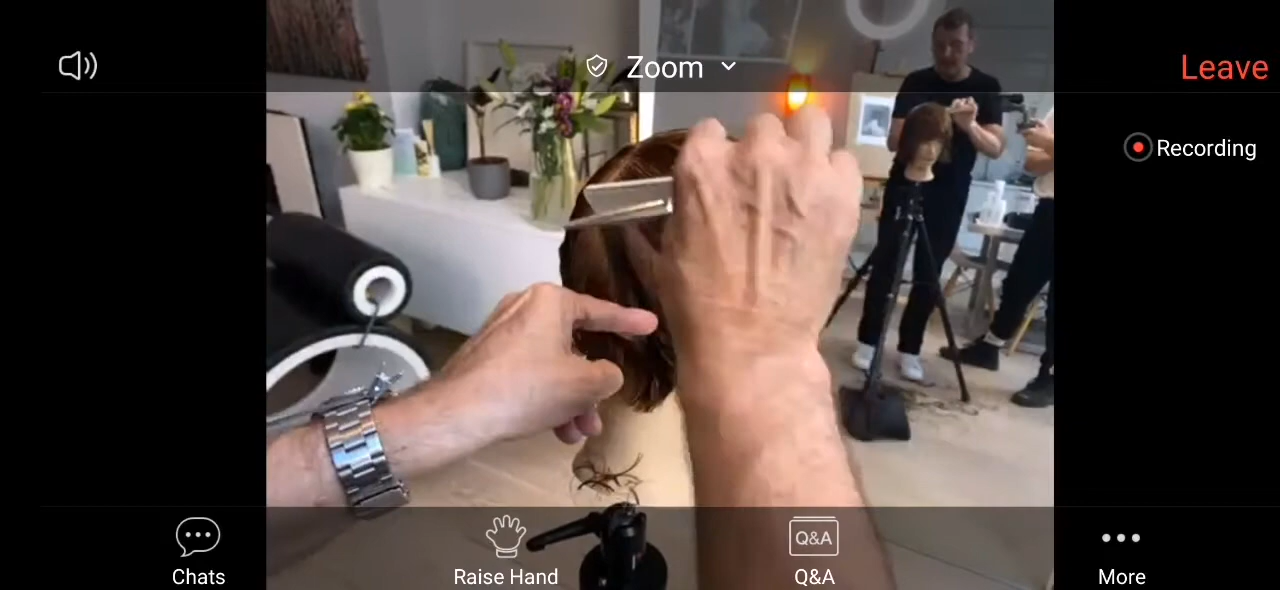 Zoom
Leave
Recording
Chats
Raise Hand
Q&A
Q&A
More